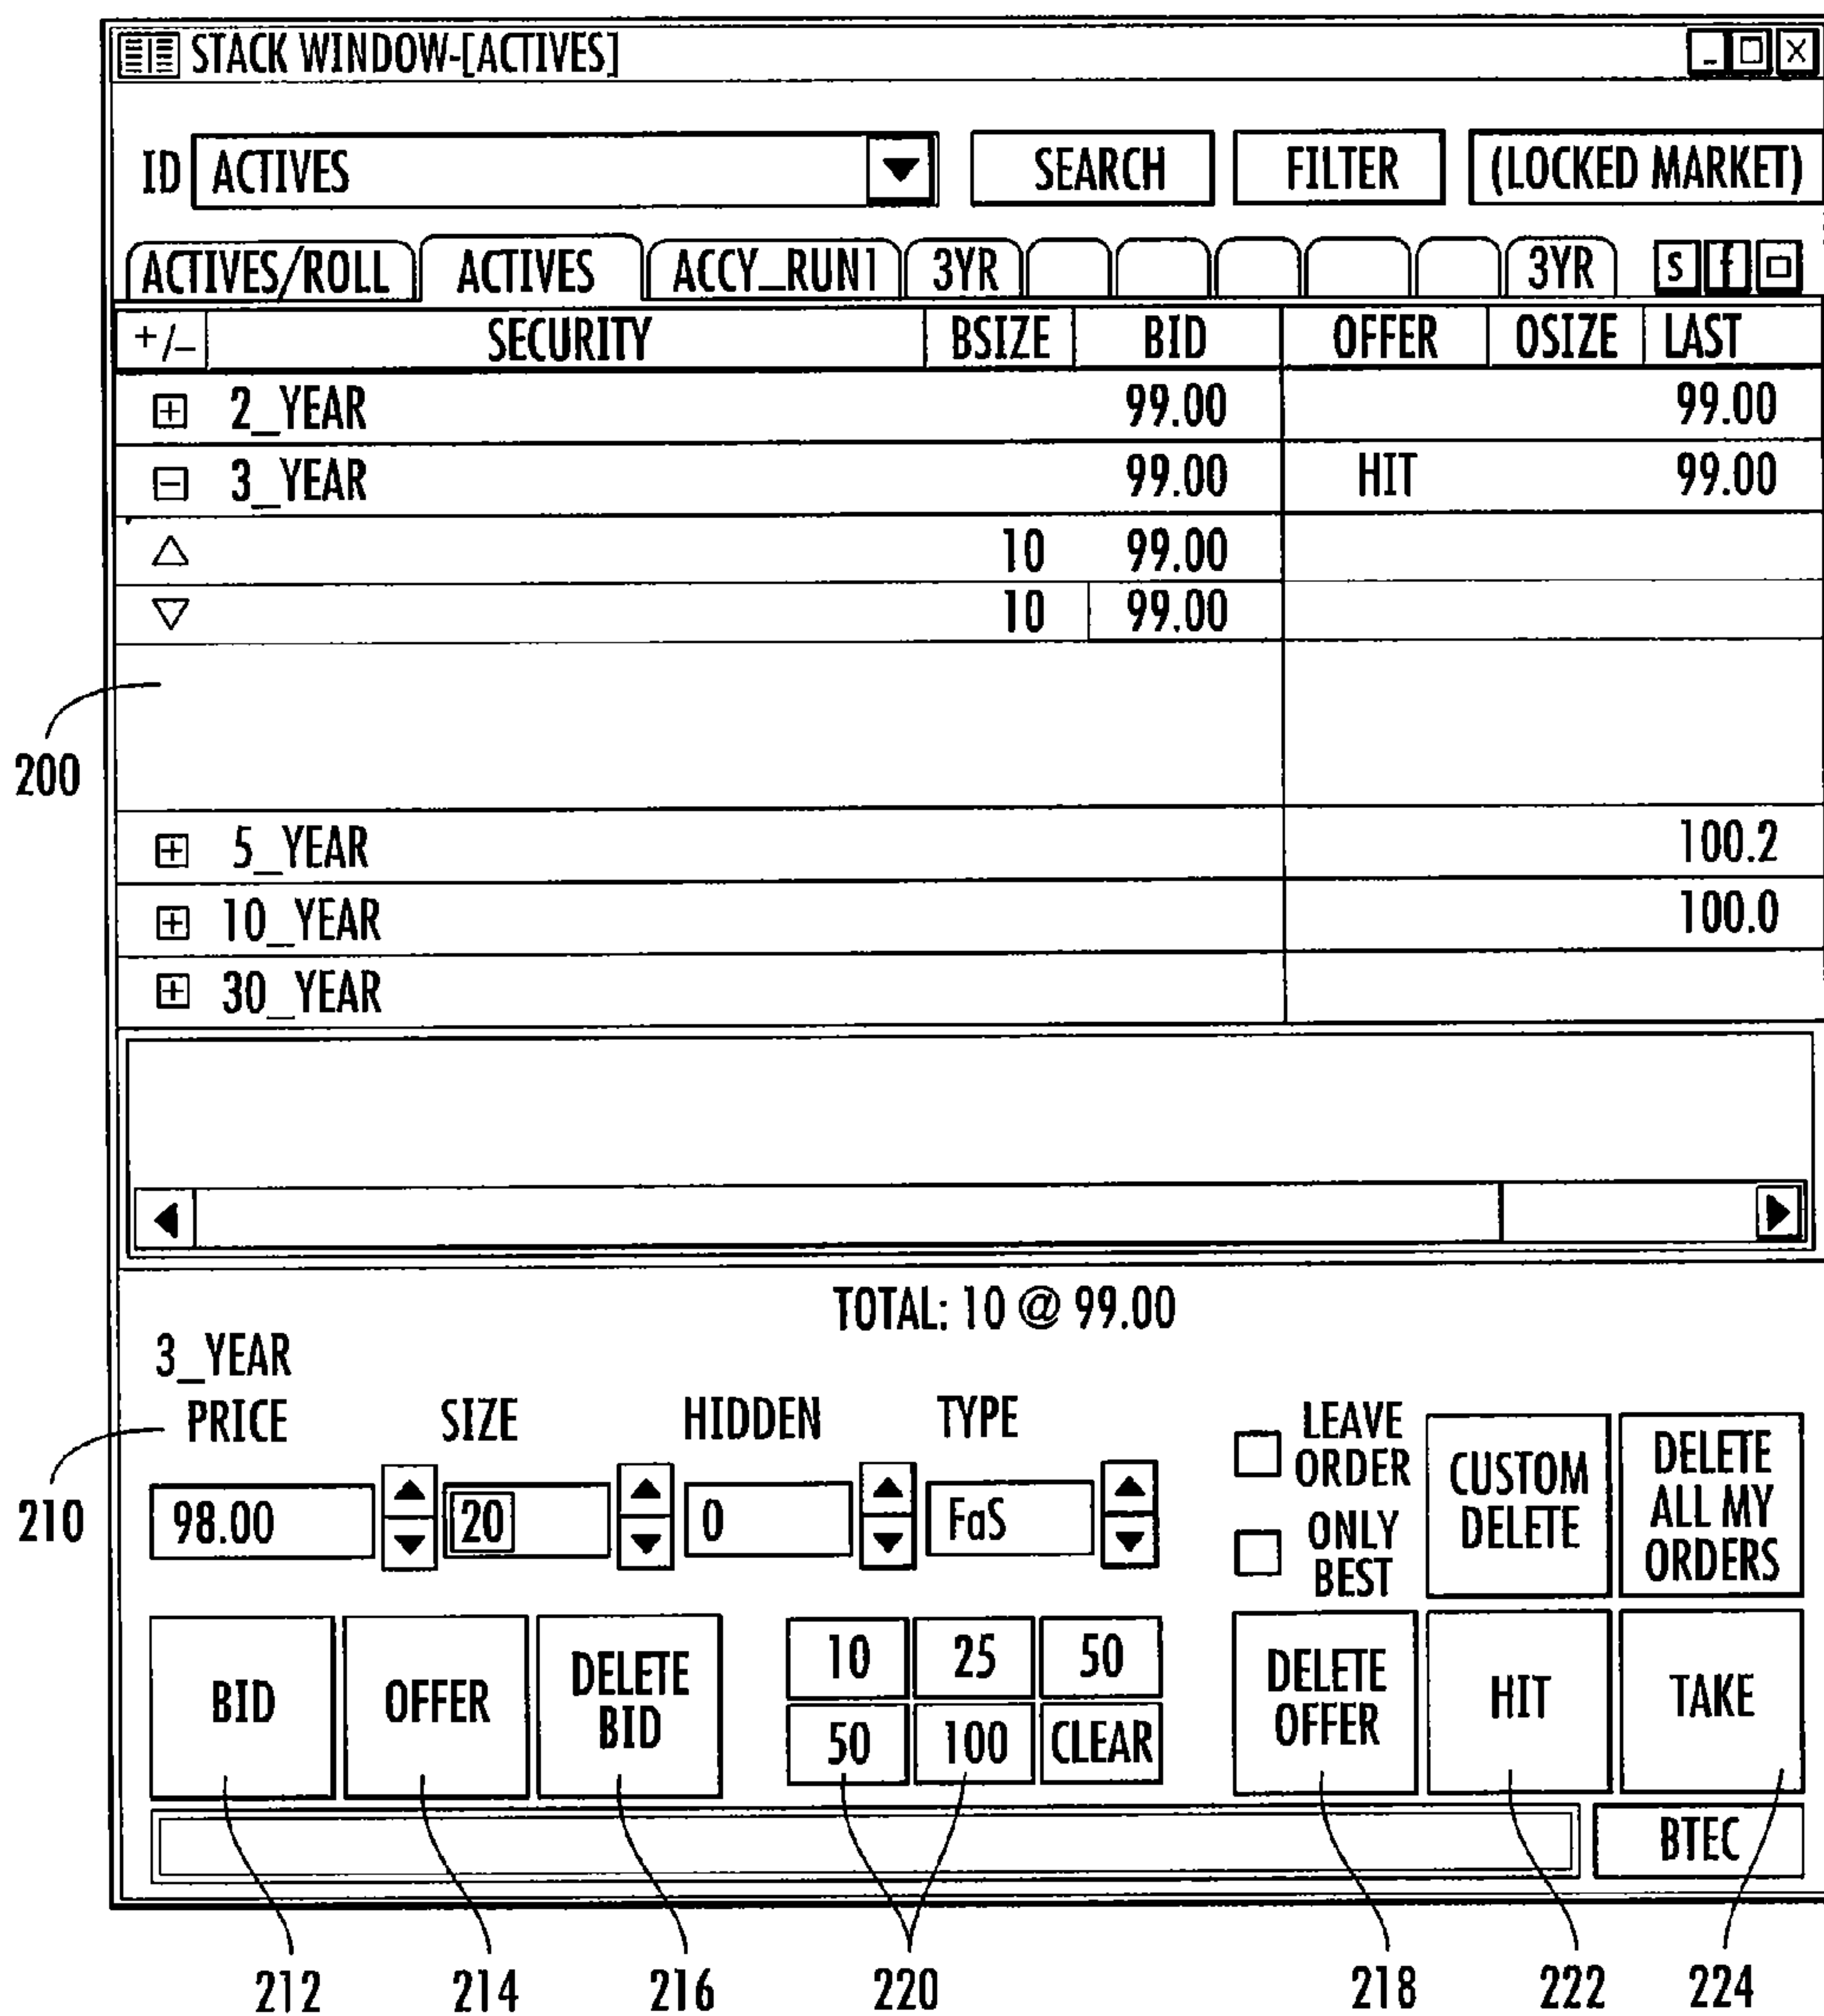 STACK WINDOW-[ACTIVES]
ID ACTIVES SEARCH FILTER (LOCKED MARKET)
ACTIVES/ROLL ACTIVES ACCY_RUN1 3YR 3YR S f
+/- SECURITY BSIZE BID OFFER OSIZE LAST
2_YEAR 99.00 99.00
3_YEAR 99.00 HIT 99.00
10 99.00
10 99.00
200
5_YEAR 100.2
10_YEAR 100.0
30_YEAR
TOTAL: 10 @ 99.00
3_YEAR
PRICE SIZE HIDDEN TYPE
210
98.00 20 0 FaS
LEAVE ORDER
ONLY BEST
CUSTOM DELETE
DELETE ALL MY ORDERS
BID OFFER DELETE BID
10 25 50
50 100 CLEAR
DELETE OFFER HIT TAKE
BTEC
212 214 216 220 218 222 224